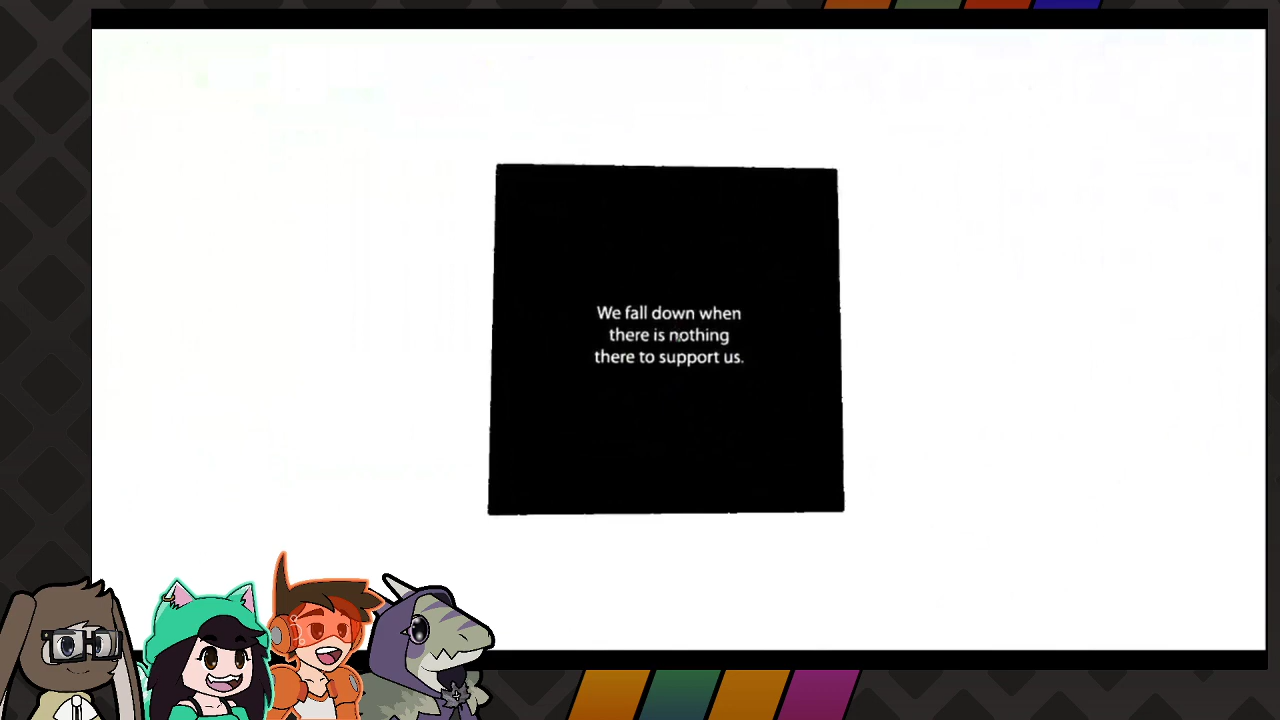 We fall down when
there is nothing
there to support us.